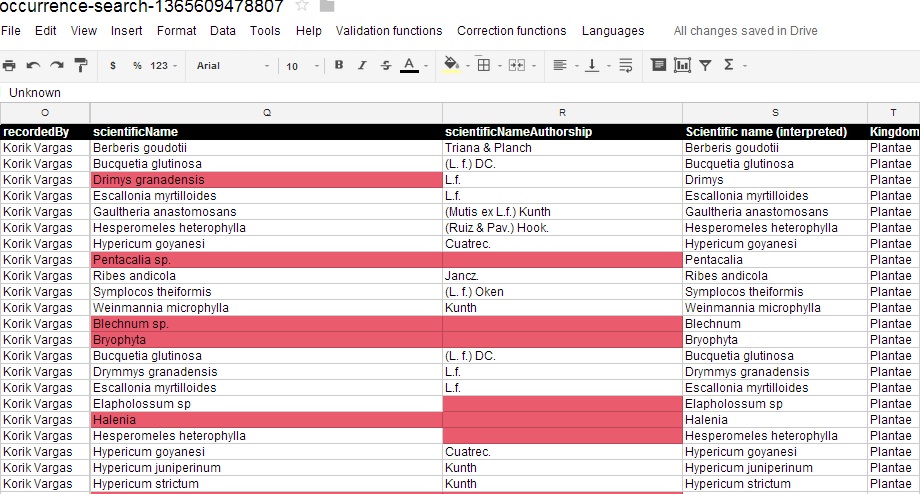 occurrence-search-1365609478807
File Edit View Insert Format Data Tools Help Validation functions Correction functions Languages All changes saved in Drive
$ % 123 Arial 10 B I S A Σ
Unknown
O Q R S T
recordedBy scientificName scientificNameAuthorship Scientific name (interpreted) Kingdom
Korik Vargas Berberis goudotii Triana & Planch Berberis goudotii Plantae
Korik Vargas Bucquetia glutinosa (L. f.) DC. Bucquetia glutinosa Plantae
Korik Vargas Drimys granadensis L.f. Drimys Plantae
Korik Vargas Escallonia myrtilloides L.f. Escallonia myrtilloides Plantae
Korik Vargas Gaultheria anastomosans (Mutis ex L.f.) Kunth Gaultheria anastomosans Plantae
Korik Vargas Hesperomeles heterophylla (Ruiz & Pav.) Hook. Hesperomeles heterophylla Plantae
Korik Vargas Hypericum goyanesi Cuatrec. Hypericum goyanesi Plantae
Korik Vargas Pentacalia sp. Pentacalia Plantae
Korik Vargas Ribes andicola Jancz. Ribes andicola Plantae
Korik Vargas Symplocos theiformis (L. f.) Oken Symplocos theiformis Plantae
Korik Vargas Weinmannia microphylla Kunth Weinmannia microphylla Plantae
Korik Vargas Blechnum sp. Blechnum Plantae
Korik Vargas Bryophyta Bryophyta Plantae
Korik Vargas Bucquetia glutinosa (L. f.) DC. Bucquetia glutinosa Plantae
Korik Vargas Drymmys granadensis L.f. Drymmys granadensis Plantae
Korik Vargas Escallonia myrtilloides L.f. Escallonia myrtilloides Plantae
Korik Vargas Elapholossum sp Elapholossum sp Plantae
Korik Vargas Halenia Halenia Plantae
Korik Vargas Hesperomeles heterophylla Hesperomeles heterophylla Plantae
Korik Vargas Hypericum goyanesi Cuatrec. Hypericum goyanesi Plantae
Korik Vargas Hypericum juniperinum Kunth Hypericum juniperinum Plantae
Korik Vargas Hypericum strictum Kunth Hypericum strictum Plantae